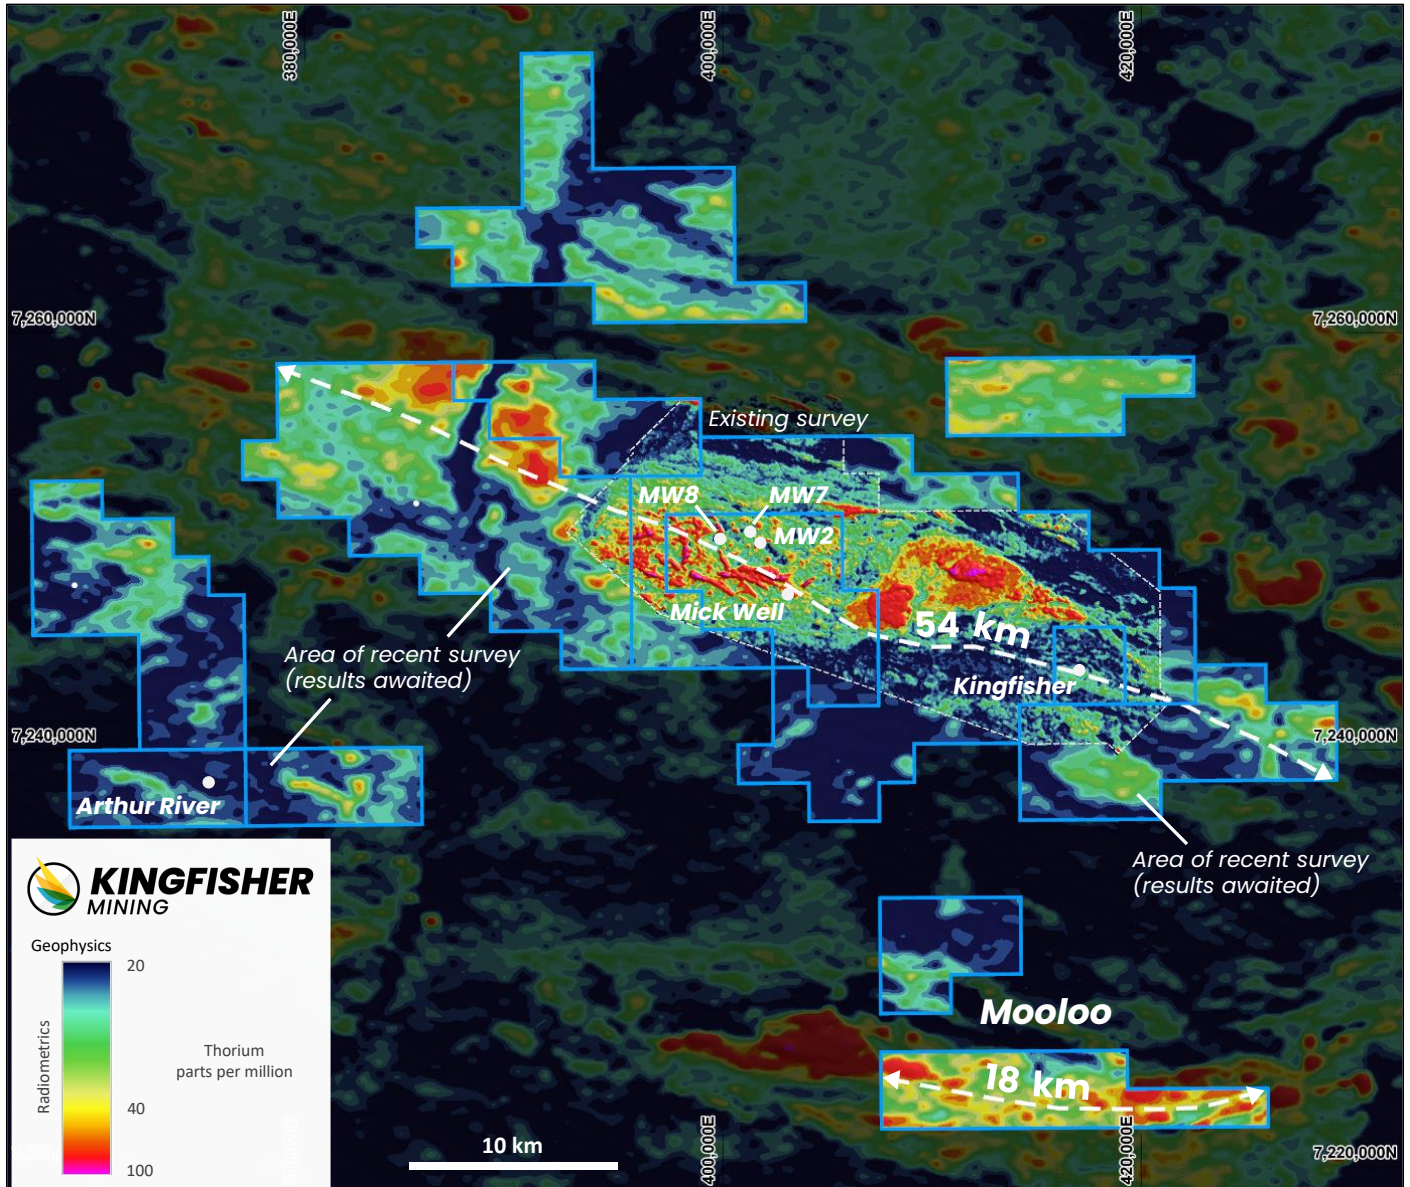 380,000E
400,000E
420,000E
7,260,000N
7,260,000N
Existing survey
MW8
MW7
MW2
Mick Well
54 km
Kingfisher
Area of recent survey
(results awaited)
7,240,000N
7,240,000N
Arthur River
Area of recent survey
(results awaited)
KINGFISHER
MINING
Geophysics
20
Radiometrics
Thorium
parts per million
40
100
Mooloo
18 km
10 km
400,000E
420,000E
7,220,000N